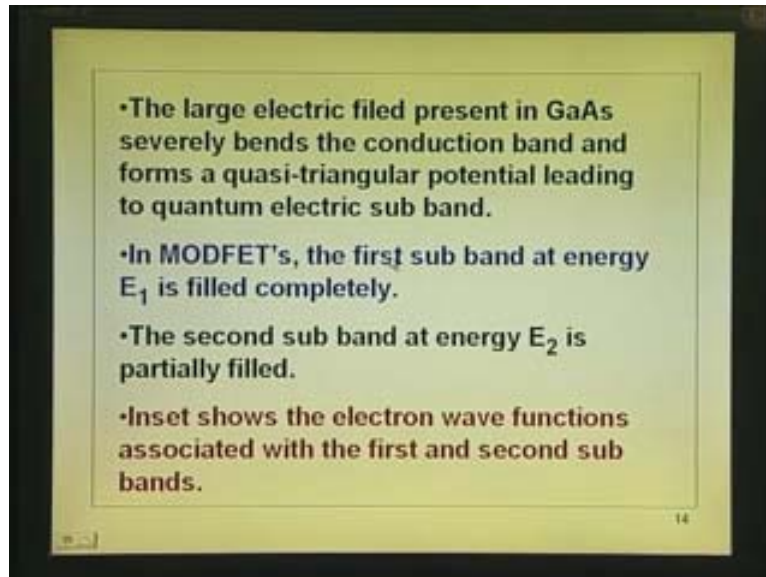 •The large electric filed present in GaAs
severely bends the conduction band and
forms a quasi-triangular potential leading
to quantum electric sub band.
•In MODFET's, the first sub band at energy
E₁ is filled completely.
•The second sub band at energy E₂ is
partially filled.
•Inset shows the electron wave functions
associated with the first and second sub
bands.
14